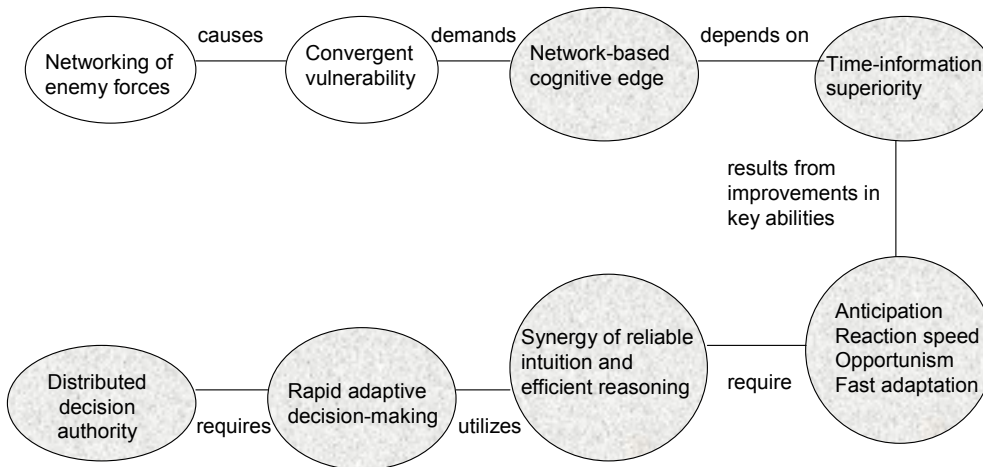 causes
demands
depends on
Networking of
enemy forces
Convergent
vulnerability
Network-based
cognitive edge
Time-information
superiority
results from
improvements in
key abilities
Anticipation
Reaction speed
Opportunism
Fast adaptation
require
Synergy of reliable
intuition and
efficient reasoning
utilizes
Rapid adaptive
decision-making
requires
Distributed
decision
authority